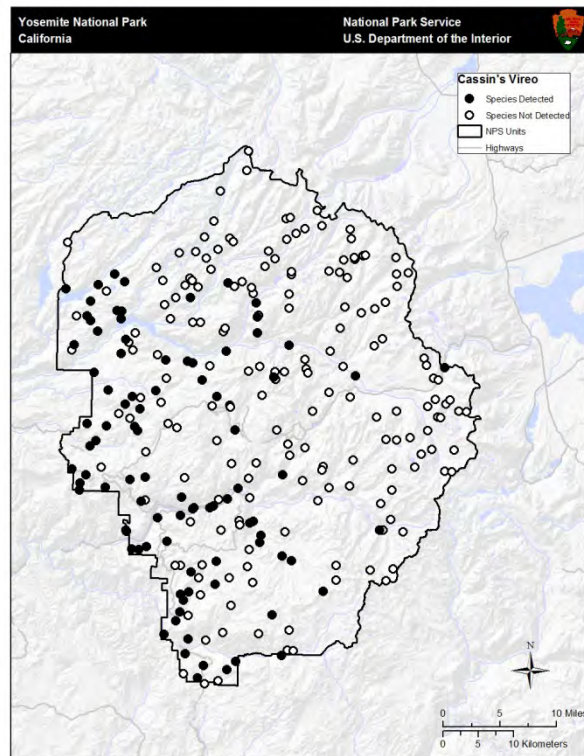 Yosemite National Park
California
National Park Service
U.S. Department of the Interior
Cassin's Vireo
Species Detected
Species Not Detected
NPS Units
Highways
N
0 5 10 Miles
0 5 10 Kilometers